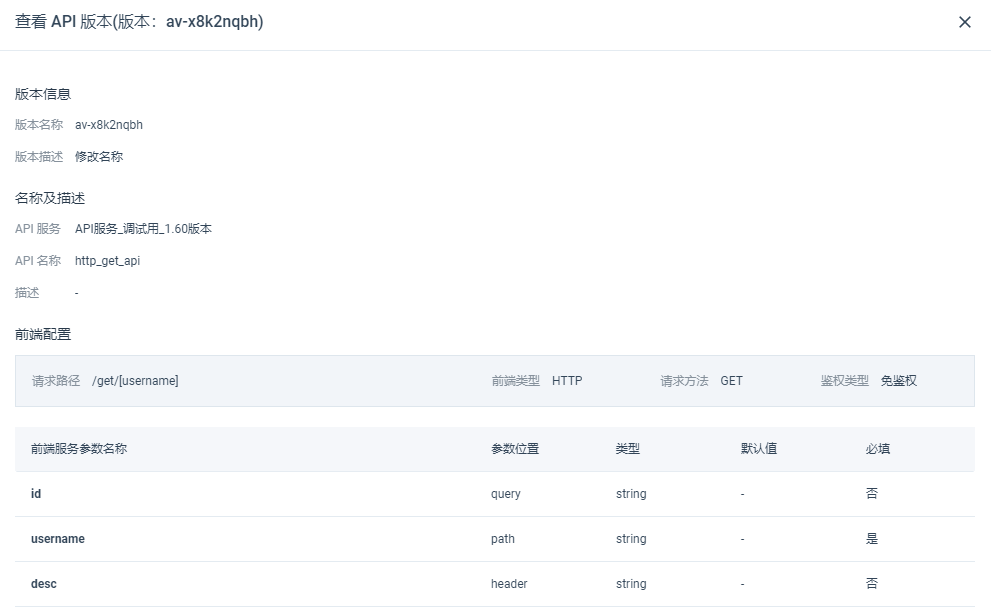 查看 API 版本(版本：av-x8k2nqbh)
版本信息
版本名称 av-x8k2nqbh
版本描述 修改名称
名称及描述
API 服务 API服务_调试用_1.60版本
API 名称 http_get_api
描述 -
前端配置
请求路径 /get/[username] 前端类型 HTTP 请求方法 GET 鉴权类型 免鉴权
前端服务参数名称 参数位置 类型 默认值 必填
id query string - 否
username path string - 是
desc header string - 否